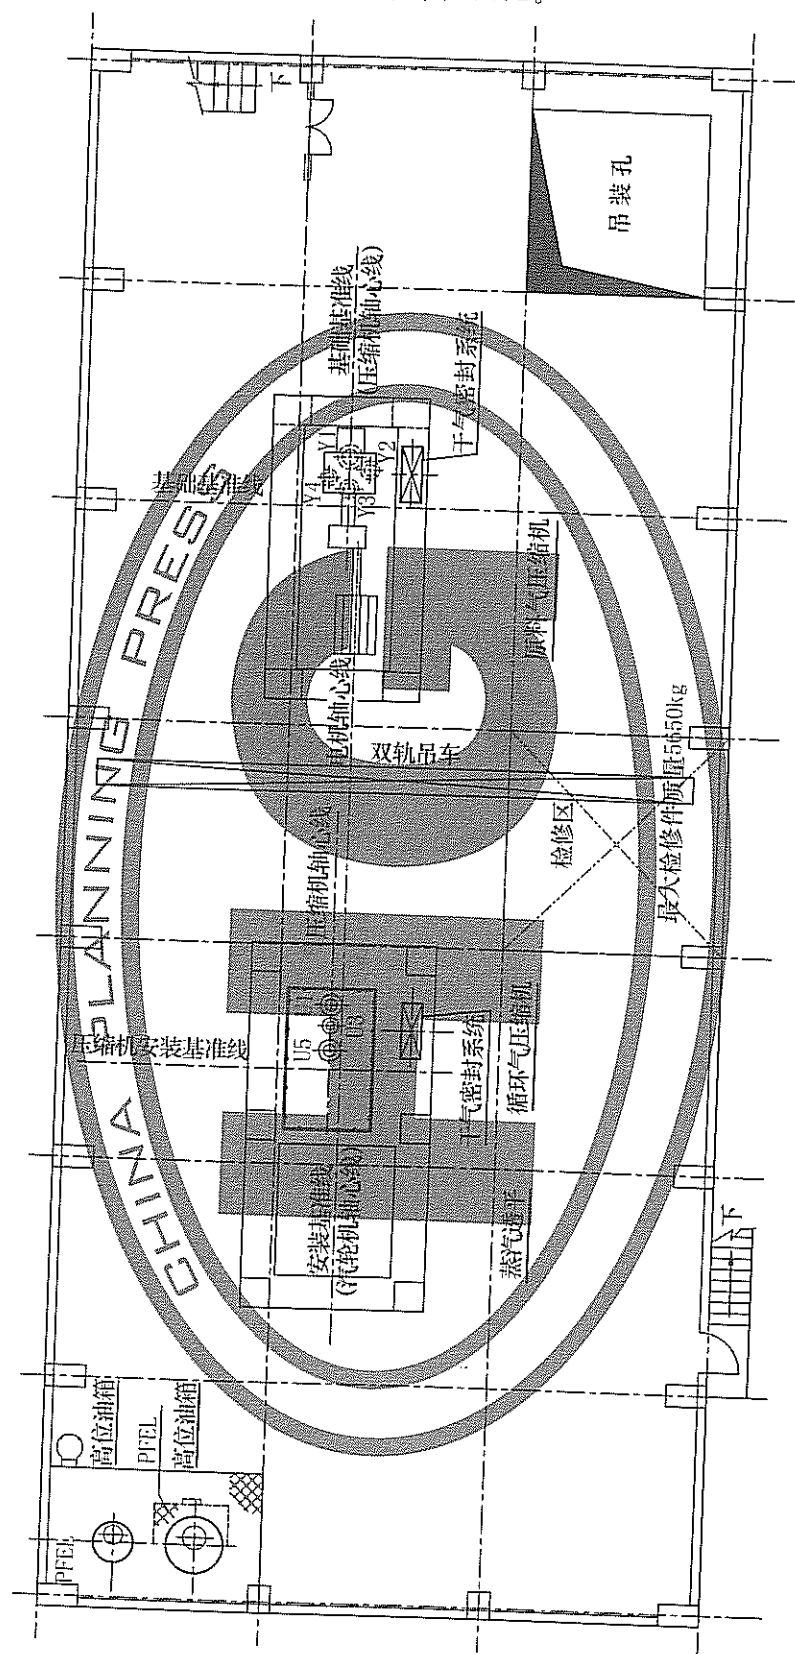 下
吊装孔
基础基准线
(压缩机轴心线)
干气密封系统
Y1
Y2
Y3
Y4
基础基准线
原料气压缩机
电机轴心线
双轨吊车
最大检修件质量5650kg
检修区
压缩机轴心线
U5
压缩机安装基准线
干气密封系统
循环气压缩机
安装基准线
(汽轮机轴心线)
蒸汽透平
下
高位油箱
PFEL
高位油箱
PFEL
CHINA PLANNING PRESS